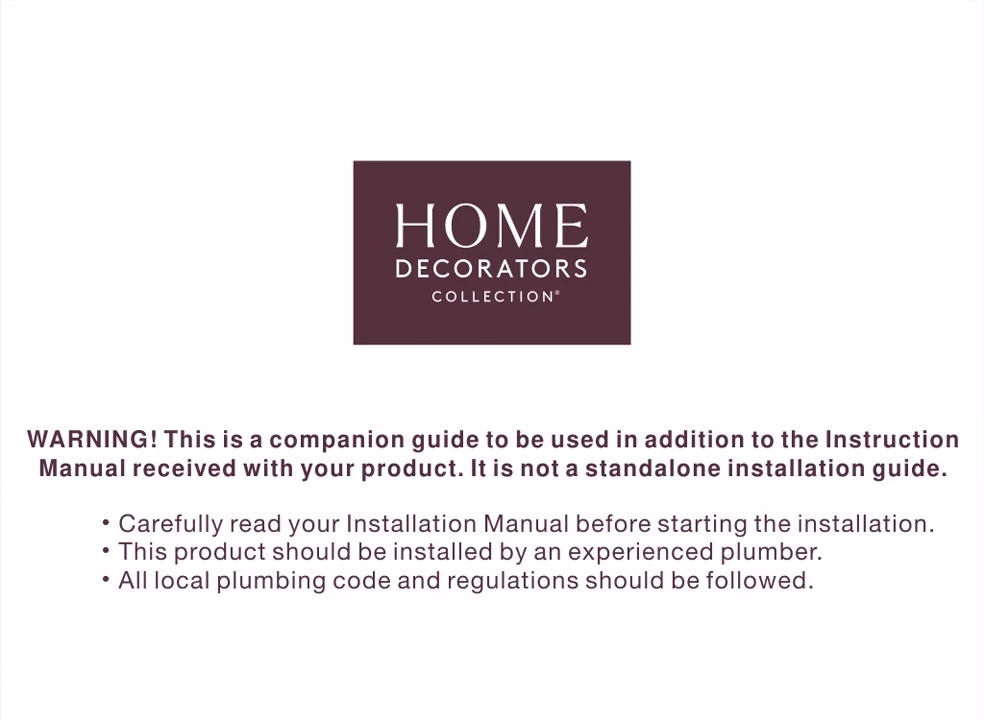 HOME
DECORATORS
COLLECTION®
WARNING! This is a companion guide to be used in addition to the Instruction
Manual received with your product. It is not a standalone installation guide.
• Carefully read your Installation Manual before starting the installation.
• This product should be installed by an experienced plumber.
• All local plumbing code and regulations should be followed.